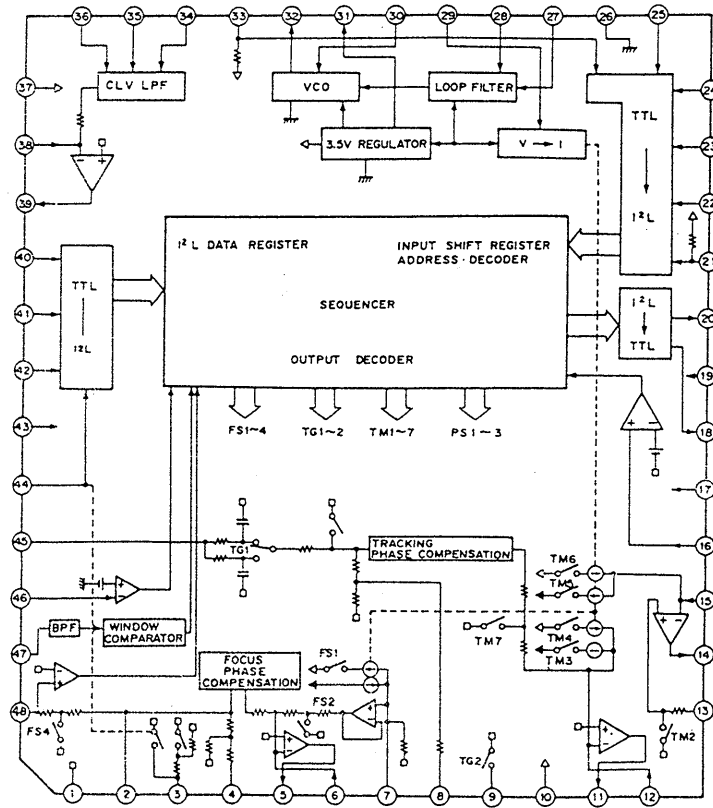 36 35 34 33 32 31 30 29 28 27 26 25
37
CLV LPF
VCO
LOOP FILTER
3.5V REGULATOR
V → I
TTL
↓
I²L
24
23
22
21
38
39
40
41
42
43
44
TTL
I²L
I²L DATA REGISTER
INPUT SHIFT REGISTER
ADDRESS·DECODER
SEQUENCER
OUTPUT DECODER
I²L
↓
TTL
20
19
18
17
16
FS1~4
TG1~2
TM1~7
PS1~3
45
TG1
TRACKING
PHASE COMPENSATION
TM6
TM5
15
46
47
BPF
WINDOW
COMPARATOR
FS1
TM7
TM4
TM3
14
FOCUS
PHASE
COMPENSATION
FS2
48
FS4
13
TM2
TG2
1 2 3 4 5 6 7 8 9 10 11 12